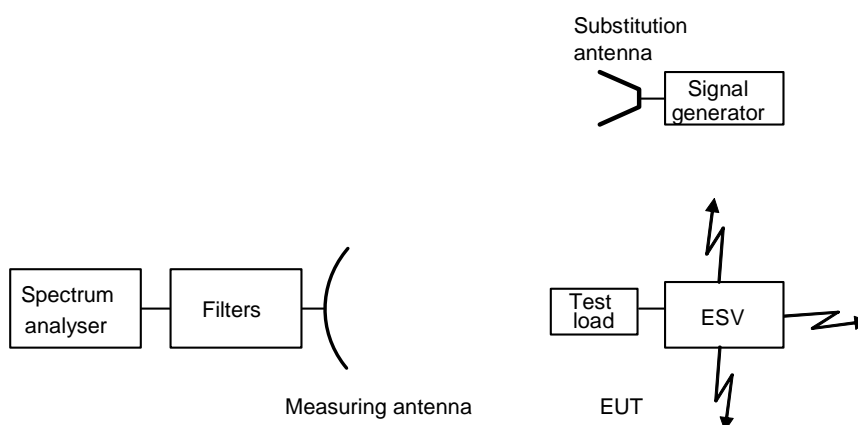 Substitution
antenna
Signal
generator
Spectrum
analyser
Filters
Test
load
ESV
Measuring antenna
EUT